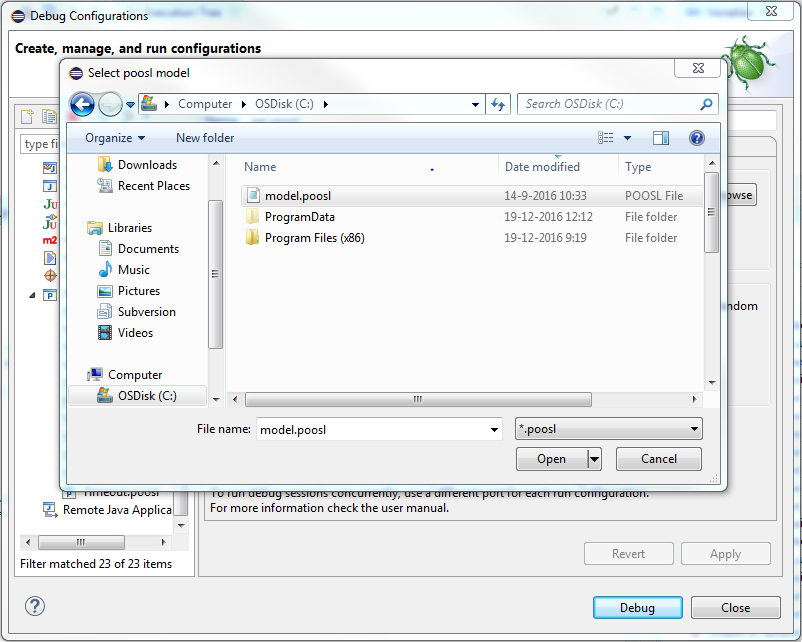 Debug Configurations
Create, manage, and run configurations
Select poosl model
Computer OSDisk (C:)
Search OSDisk (C:)
Organize New folder
type fi
Downloads
Recent Places
Libraries
Documents
Music
Pictures
Subversion
Videos
Computer
OSDisk (C:)
Name Date modified Type
model.poosl 14-9-2016 10:33 POOSL File
ProgramData 19-12-2016 12:12 File folder
Program Files (x86) 19-12-2016 9:19 File folder
File name: model.poosl *.poosl
Open Cancel
Ju
Ju
m2
P
owse
ndom
Timeout.poosl
Remote Java Applica
To run debug sessions concurrently, use a different port for each run configuration.
For more information check the user manual.
Filter matched 23 of 23 items
Revert Apply
Debug Close